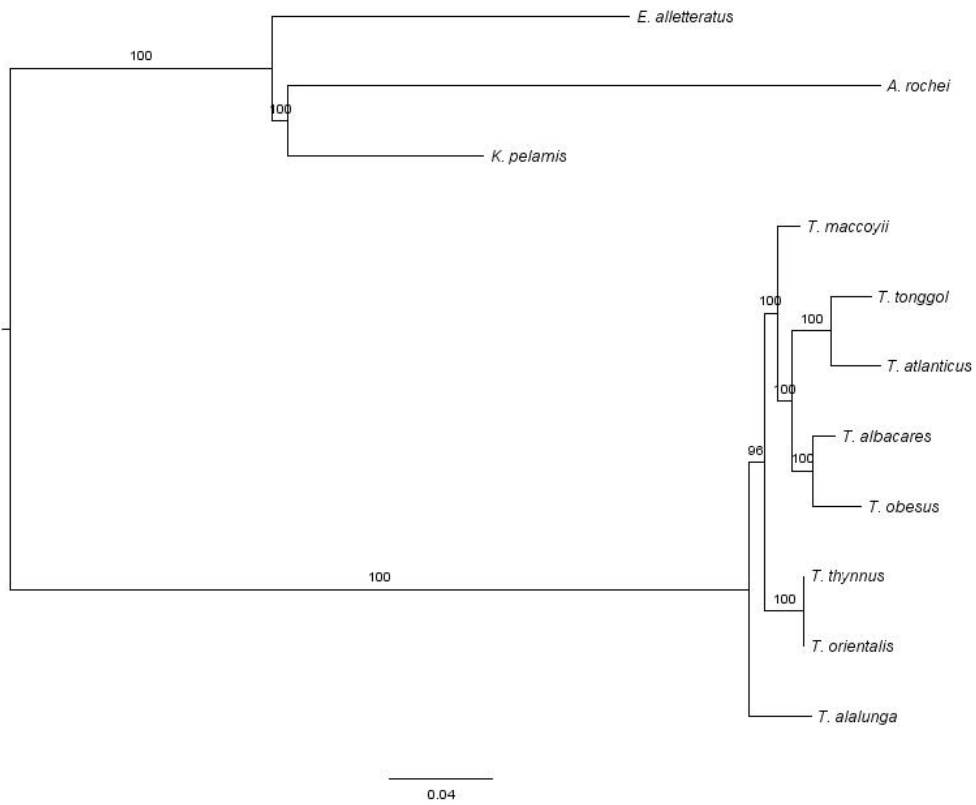 E. alletteratus
100
A. rochei
100
K. pelamis
T. maccoyii
T. tonggol
100
100
T. atlanticus
100
T. albacares
96
100
T. obesus
T. thynnus
100
100
T. orientalis
T. alalunga
0.04